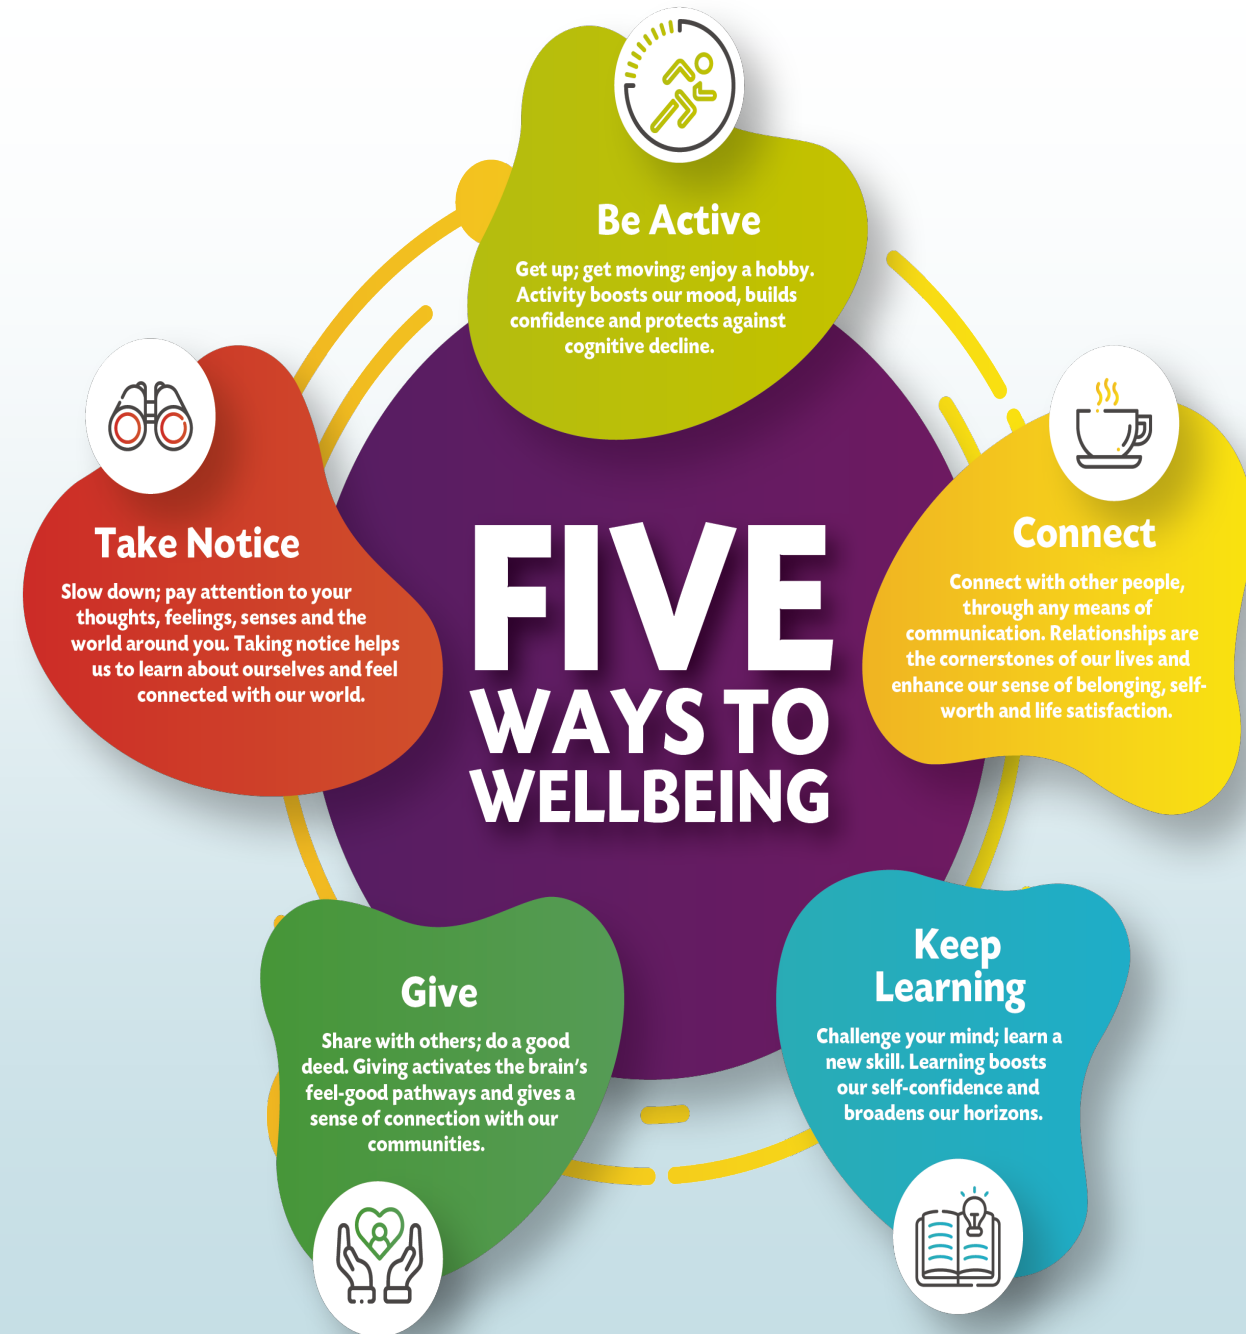 Be Active
Get up; get moving; enjoy a hobby.
Activity boosts our mood, builds
confidence and protects against
cognitive decline.
Take Notice
Slow down; pay attention to your
thoughts, feelings, senses and the
world around you. Taking notice helps
us to learn about ourselves and feel
connected with our world.
FIVE
WAYS TO
WELLBEING
Connect
Connect with other people,
through any means of
communication. Relationships are
the cornerstones of our lives and
enhance our sense of belonging, self-
worth and life satisfaction.
Give
Share with others; do a good
deed. Giving activates the brain’s
feel-good pathways and gives a
sense of connection with our
communities.
Keep
Learning
Challenge your mind; learn a
new skill. Learning boosts
our self-confidence and
broadens our horizons.